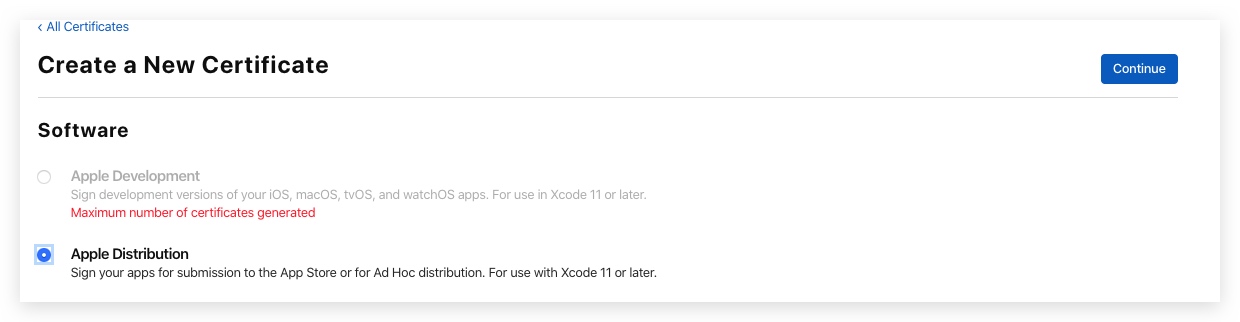 ‹ All Certificates
Create a New Certificate
Continue
Software
Apple Development
Sign development versions of your iOS, macOS, tvOS, and watchOS apps. For use in Xcode 11 or later.
Maximum number of certificates generated
Apple Distribution
Sign your apps for submission to the App Store or for Ad Hoc distribution. For use with Xcode 11 or later.